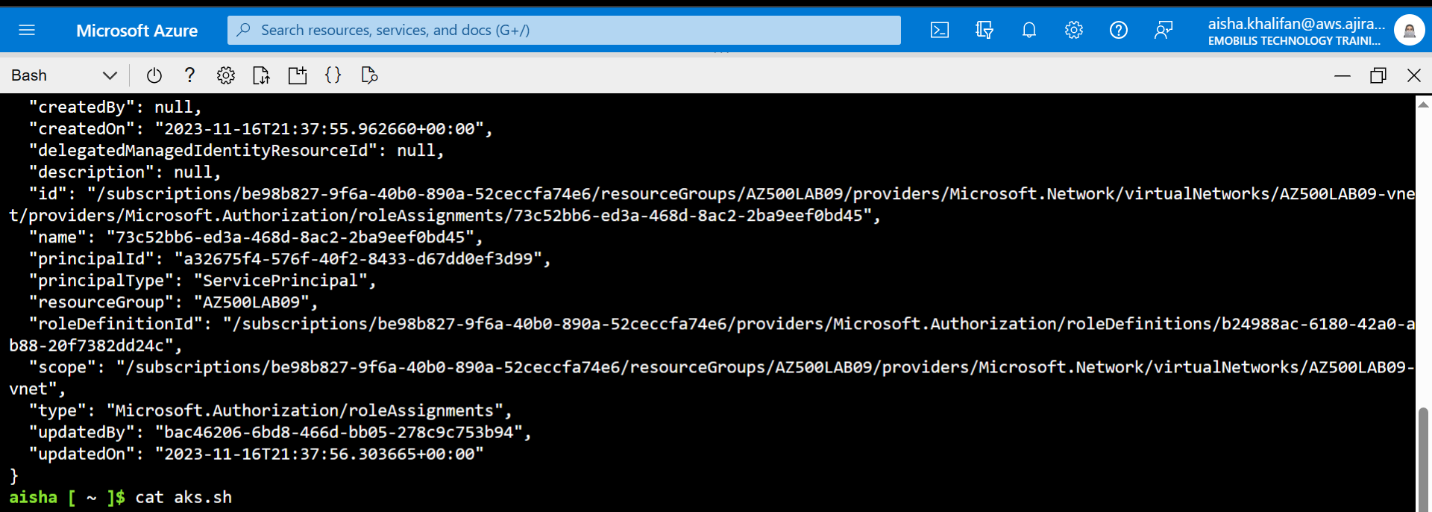 Microsoft Azure
Search resources, services, and docs (G+/)
aisha.khalifan@aws.ajira...
EMOBILIS TECHNOLOGY TRAINI...
Bash
"createdBy": null,
"createdOn": "2023-11-16T21:37:55.962660+00:00",
"delegatedManagedIdentityResourceId": null,
"description": null,
"id": "/subscriptions/be98b827-9f6a-40b0-890a-52ceccfa74e6/resourceGroups/AZ500LAB09/providers/Microsoft.Network/virtualNetworks/AZ500LAB09-vne
t/providers/Microsoft.Authorization/roleAssignments/73c52bb6-ed3a-468d-8ac2-2ba9eef0bd45",
"name": "73c52bb6-ed3a-468d-8ac2-2ba9eef0bd45",
"principalId": "a32675f4-576f-40f2-8433-d67dd0ef3d99",
"principalType": "ServicePrincipal",
"resourceGroup": "AZ500LAB09",
"roleDefinitionId": "/subscriptions/be98b827-9f6a-40b0-890a-52ceccfa74e6/providers/Microsoft.Authorization/roleDefinitions/b24988ac-6180-42a0-a
b88-20f7382dd24c",
"scope": "/subscriptions/be98b827-9f6a-40b0-890a-52ceccfa74e6/resourceGroups/AZ500LAB09/providers/Microsoft.Network/virtualNetworks/AZ500LAB09-
vnet",
"type": "Microsoft.Authorization/roleAssignments",
"updatedBy": "bac46206-6bd8-466d-bb05-278c9c753b94",
"updatedOn": "2023-11-16T21:37:56.303665+00:00"
}
aisha [ ~ ]$ cat aks.sh